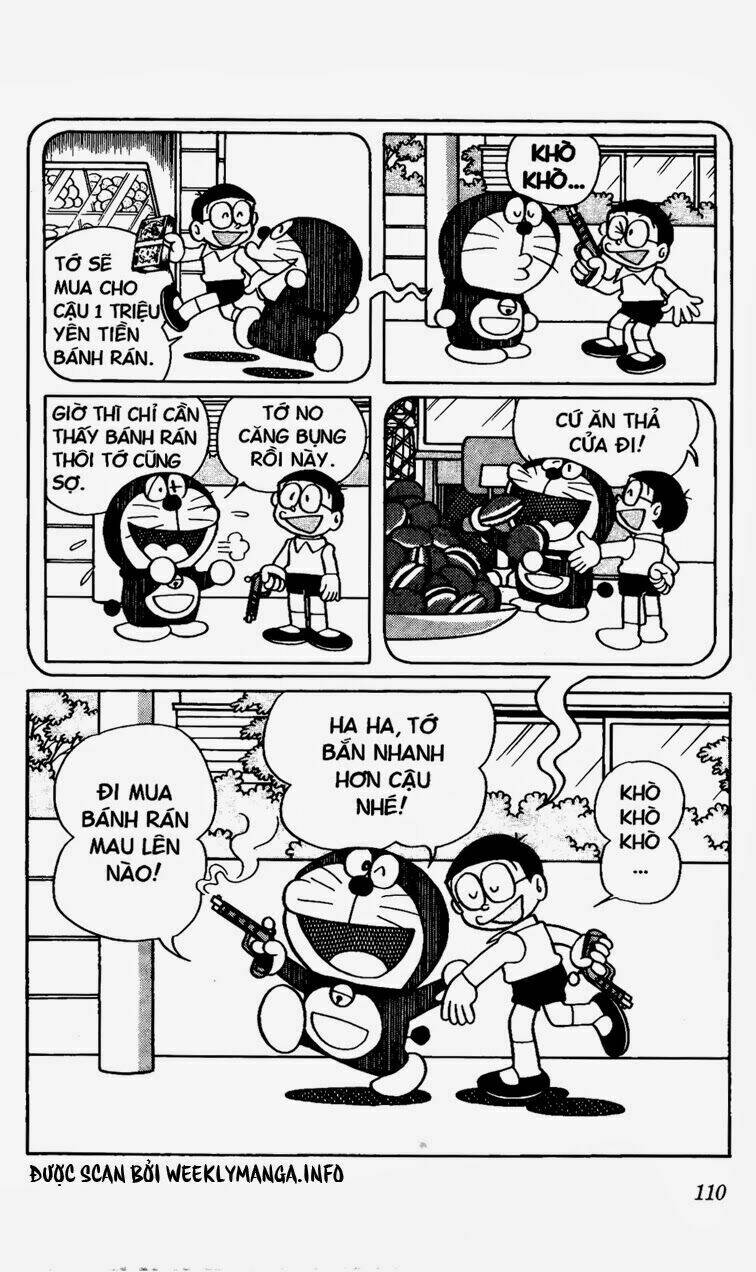 TỚ SẼ
MUA CHO
CẬU 1 TRIỆU
YÊN TIỀN
BÁNH RÁN.
KHÒ
KHÒ...
GIỜ THÌ CHỈ CẦN
THẤY BÁNH RÁN
THÔI TỚ CŨNG
SỢ.
TỚ NO
CĂNG BỤNG
RỒI NÀY.
CỨ ĂN THẢ
CỬA ĐI!
ĐI MUA
BÁNH RÁN
MAU LÊN
NÀO!
HA HA, TỚ
BẮN NHANH
HƠN CẬU
NHÉ!
KHÒ
KHÒ
KHÒ
...
ĐƯỢC SCAN BỞI WEEKLYMANGA.INFO
110